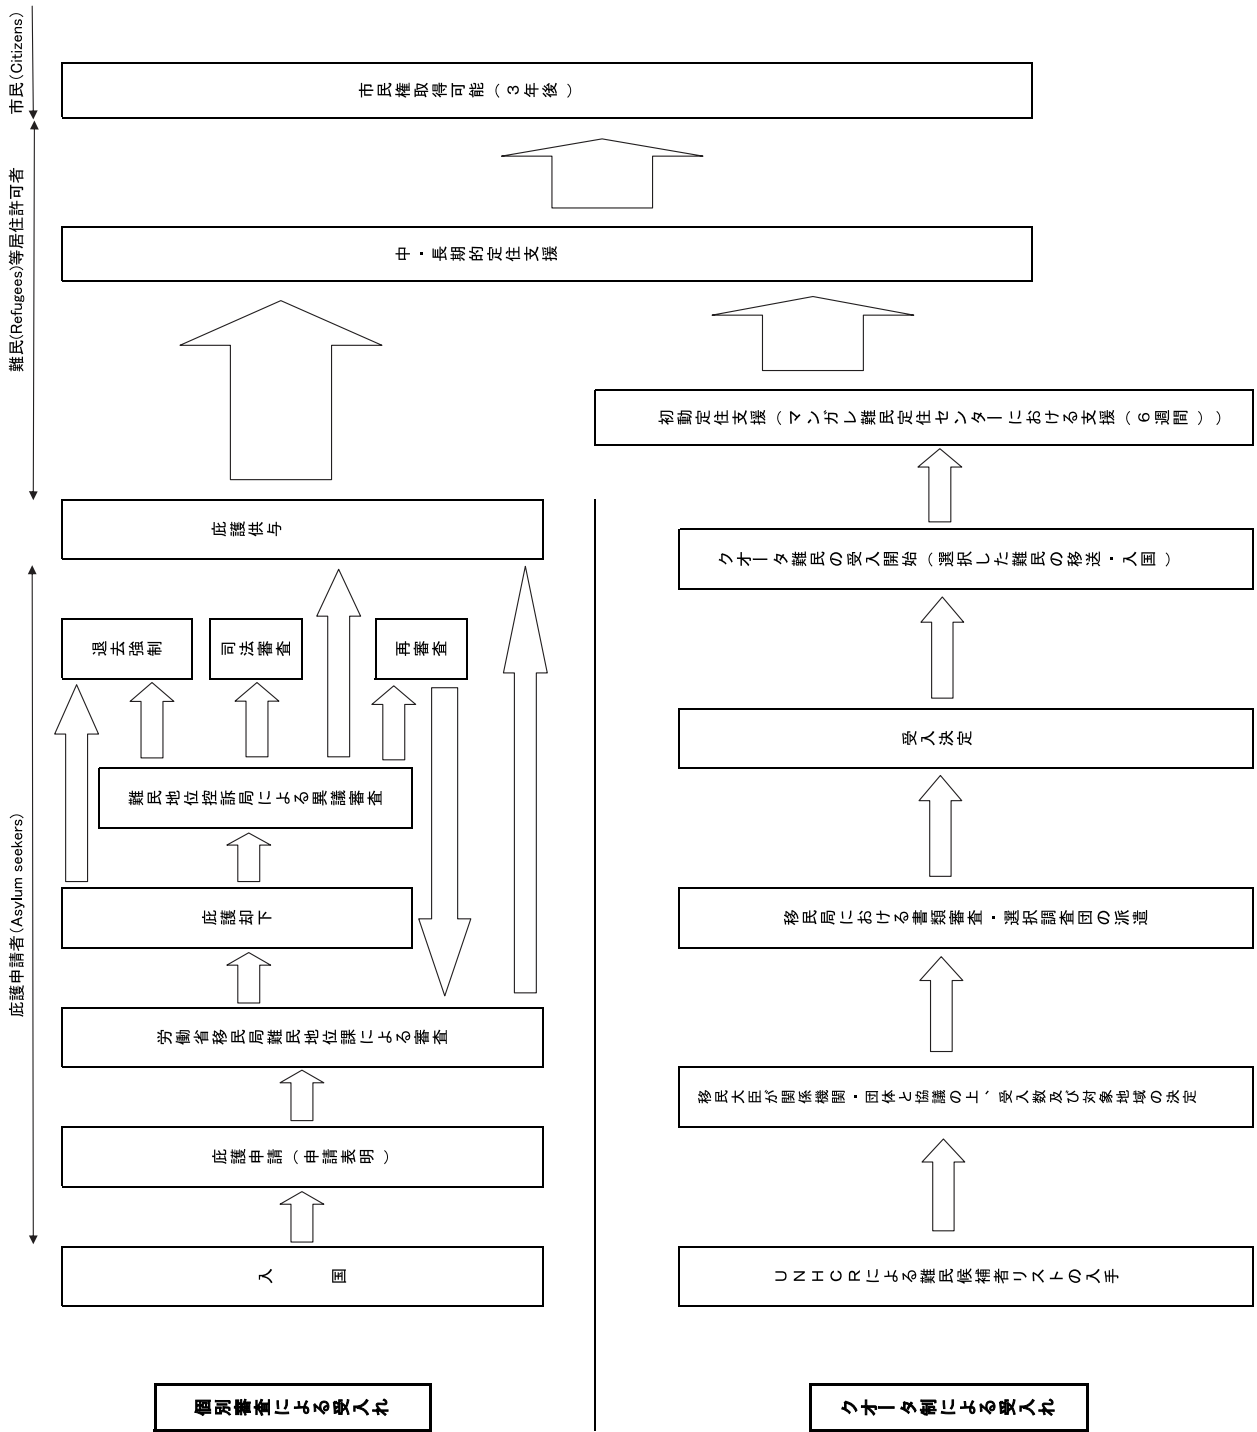 市民(Citizens)
難民(Refugees)等居住許可者
庇護申請者(Asylum seekers)
市民権取得可能(3年後)
中・長期的定住支援
初動定住支援(マンガレ難民定住センターにおける支援(6週間))
庇護供与
クオータ難民の受入開始(選択した難民の移送・入国)
退去強制
司法審査
再審査
受入決定
難民地位控訴局による異議審査
庇護却下
移民局における書類審査・選択調査団の派遣
労働省移民局難民地位課による審査
移民大臣が関係機関・団体と協議の上、受入数及び対象地域の決定
庇護申請(申請表明)
入 国
UNHCRによる難民候補者リストの入手
個別審査による受入れ
クオータ制による受入れ